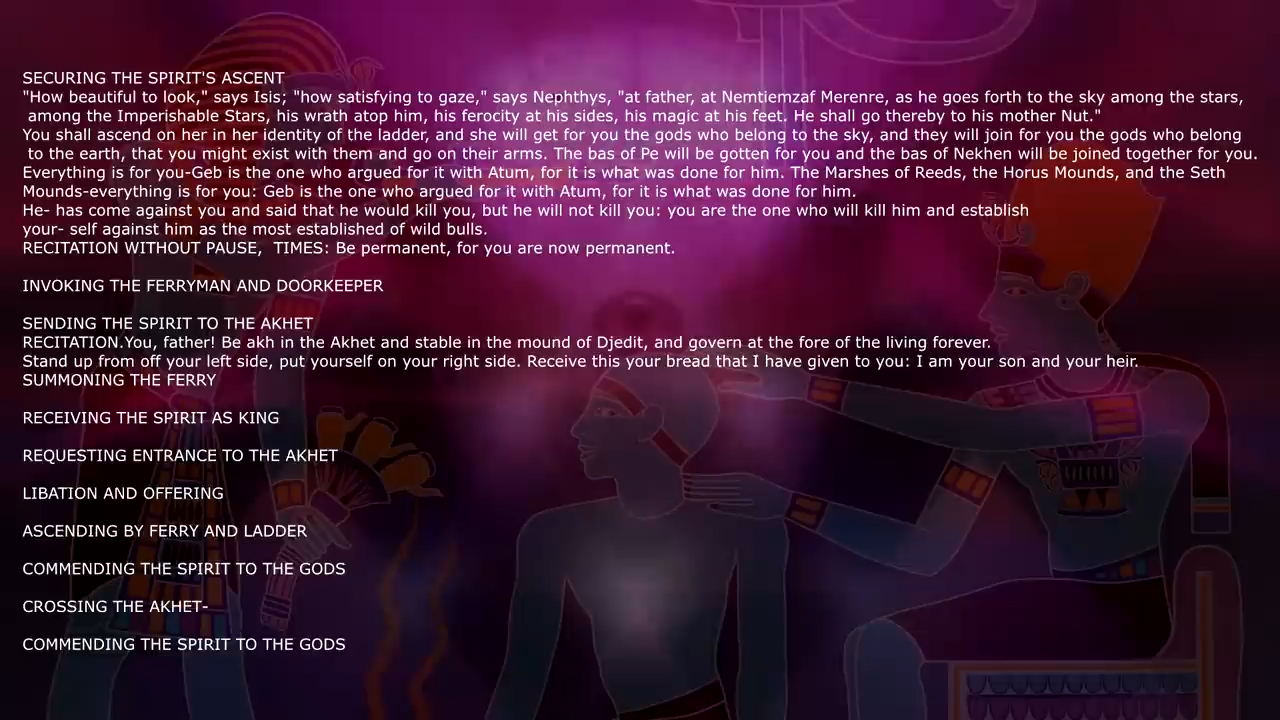 SECURING THE SPIRIT'S ASCENT
"How beautiful to look," says Isis; "how satisfying to gaze," says Nephthys, "at father, at Nemtiemzaf Merenre, as he goes forth to the sky among the stars,
among the Imperishable Stars, his wrath atop him, his ferocity at his sides, his magic at his feet. He shall go thereby to his mother Nut."
You shall ascend on her in her identity of the ladder, and she will get for you the gods who belong to the sky, and they will join for you the gods who belong
to the earth, that you might exist with them and go on their arms. The bas of Pe will be gotten for you and the bas of Nekhen will be joined together for you.
Everything is for you-Geb is the one who argued for it with Atum, for it is what was done for him. The Marshes of Reeds, the Horus Mounds, and the Seth
Mounds-everything is for you: Geb is the one who argued for it with Atum, for it is what was done for him.
He- has come against you and said that he would kill you, but he will not kill you: you are the one who will kill him and establish
your- self against him as the most established of wild bulls.
RECITATION WITHOUT PAUSE,  TIMES: Be permanent, for you are now permanent.
INVOKING THE FERRYMAN AND DOORKEEPER
SENDING THE SPIRIT TO THE AKHET
RECITATION.You, father! Be akh in the Akhet and stable in the mound of Djedit, and govern at the fore of the living forever.
Stand up from off your left side, put yourself on your right side. Receive this your bread that I have given to you: I am your son and your heir.
SUMMONING THE FERRY
RECEIVING THE SPIRIT AS KING
REQUESTING ENTRANCE TO THE AKHET
LIBATION AND OFFERING
ASCENDING BY FERRY AND LADDER
COMMENDING THE SPIRIT TO THE GODS
CROSSING THE AKHET-
COMMENDING THE SPIRIT TO THE GODS